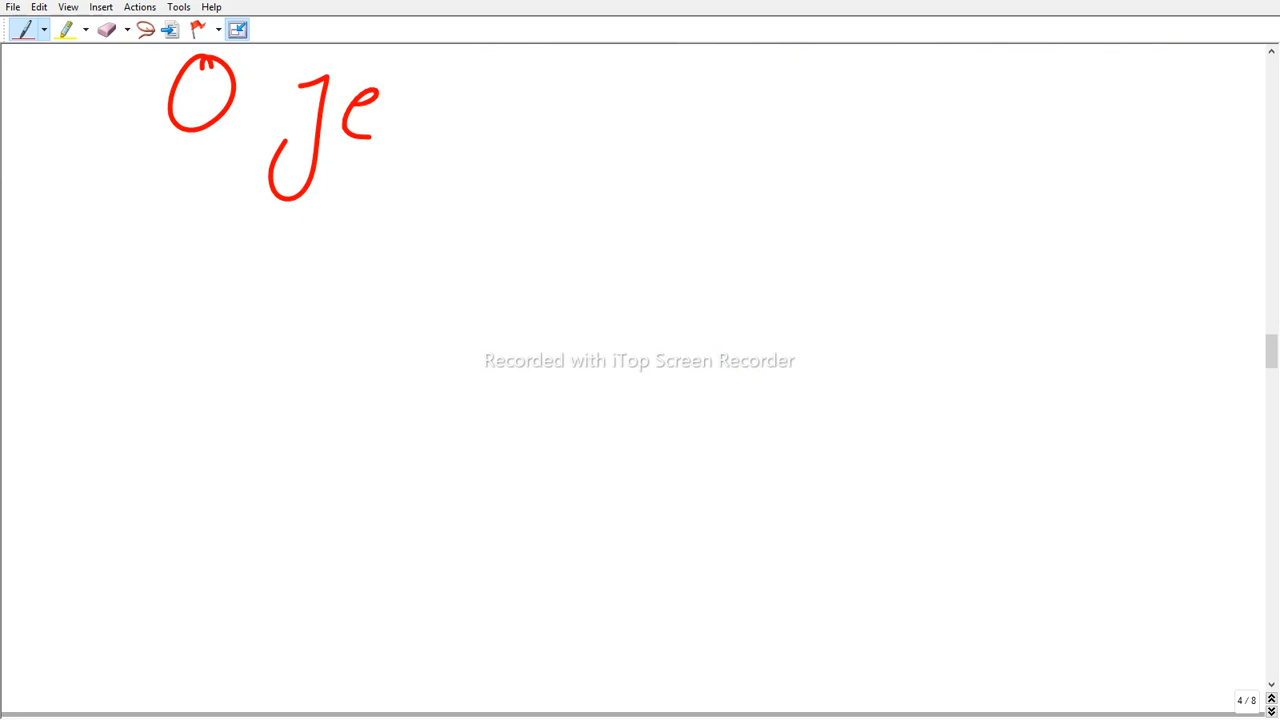 File Edit View Insert Actions Tools Help
O je
Recorded with iTop Screen Recorder
4 / 8